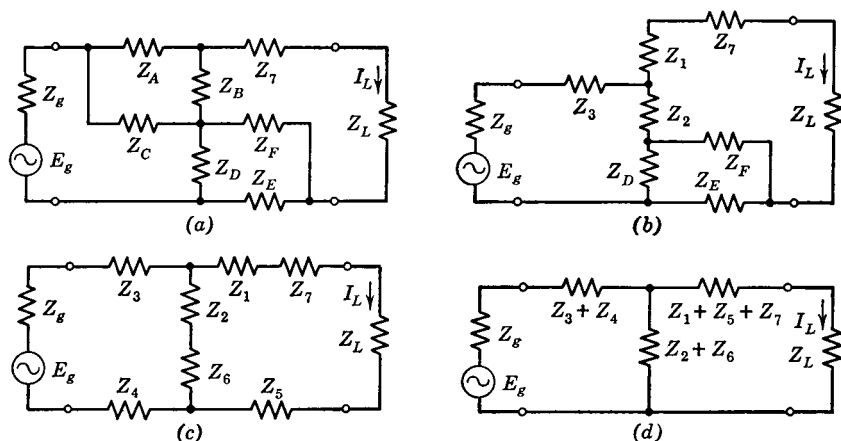 Z_A
Z_7
Z_B
I_L
Z_g
Z_C
Z_F
Z_L
E_g
Z_D
Z_E
(a)
Z_7
Z_1
I_L
Z_3
Z_2
Z_L
Z_g
Z_F
E_g
Z_D
Z_E
(b)
Z_3
Z_1
Z_7
I_L
Z_g
Z_2
Z_L
Z_6
E_g
Z_4
Z_5
(c)
Z_3 + Z_4
Z_1 + Z_5 + Z_7
I_L
Z_g
Z_2 + Z_6
Z_L
E_g
(d)